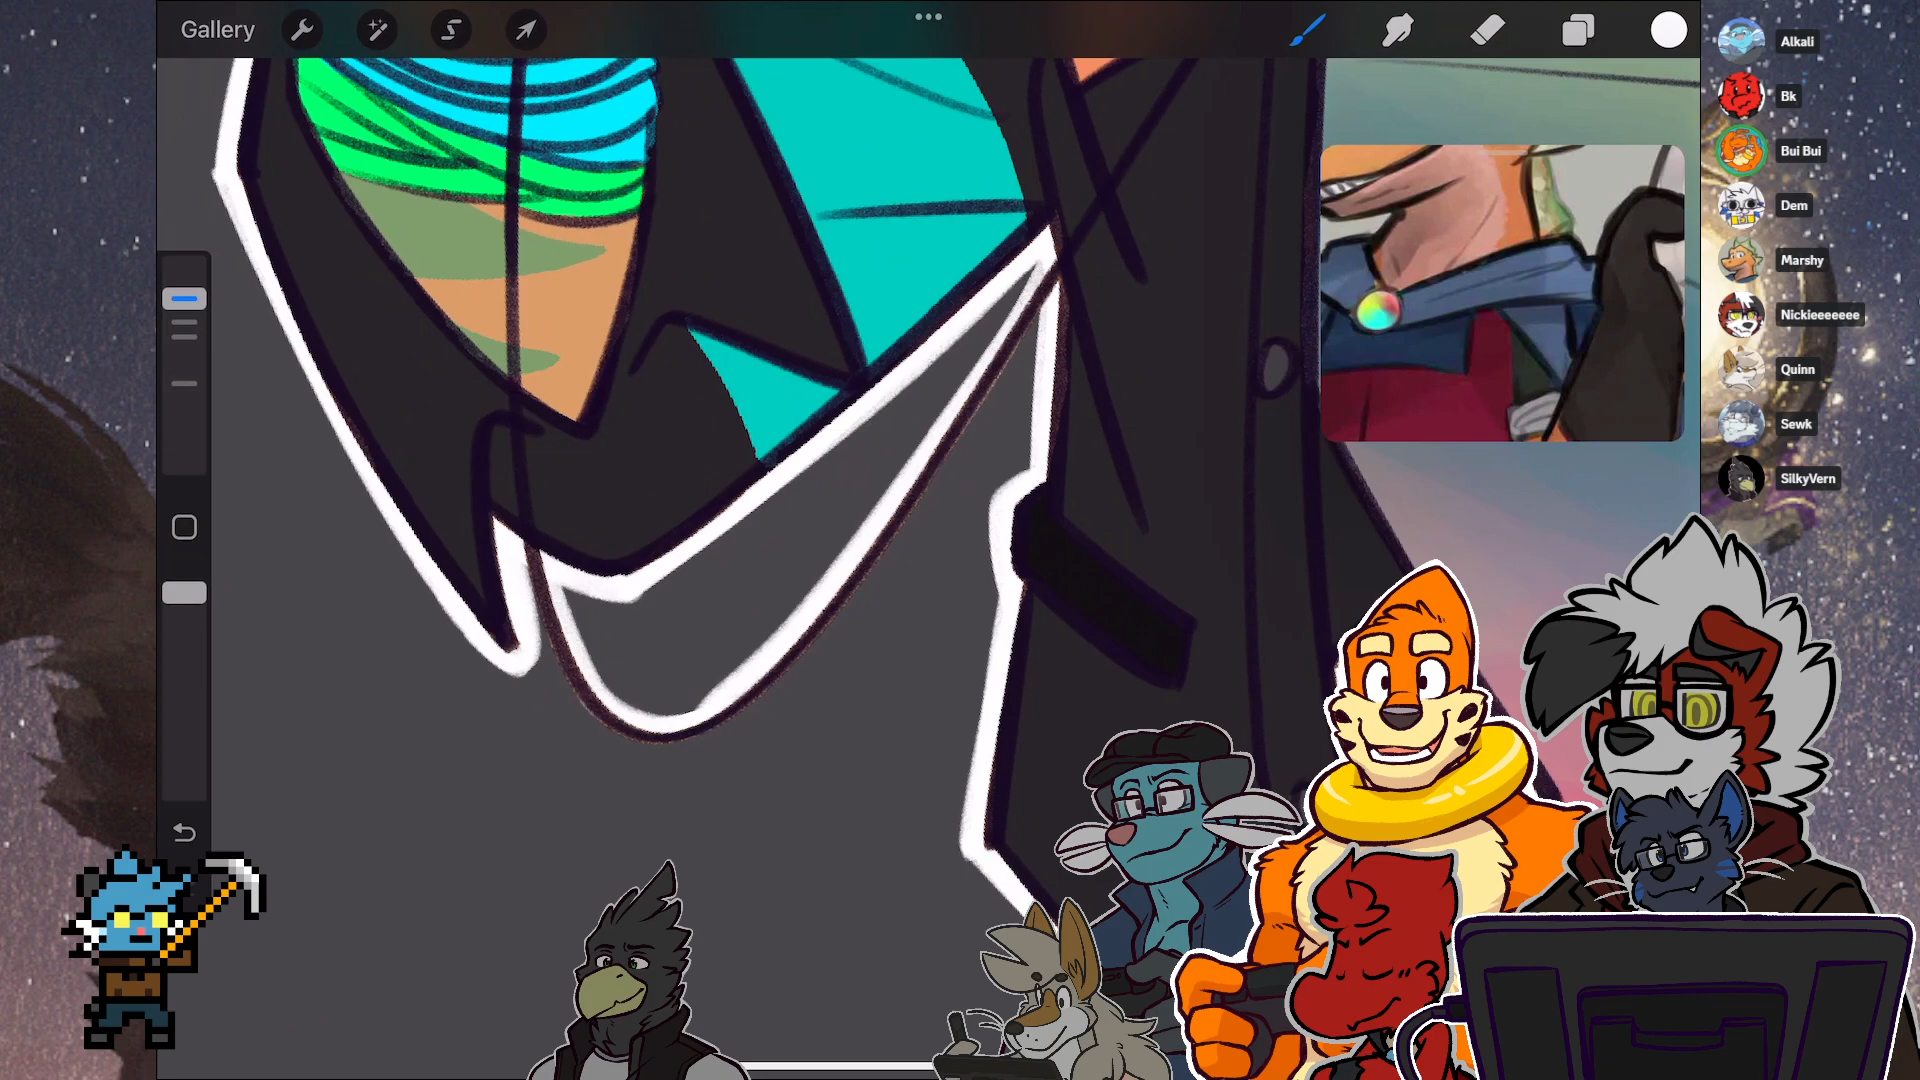 Gallery
Alkali
Bk
Bui Bui
Dem
Marshy
Nickieeeeeee
Quinn
Sewk
SilkyVern